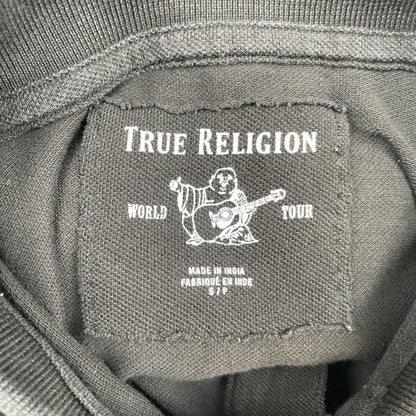 TRUE RELIGION
WORLD TOUR
MADE IN INDIA
FABRIQUÉ EN INDE
S / P